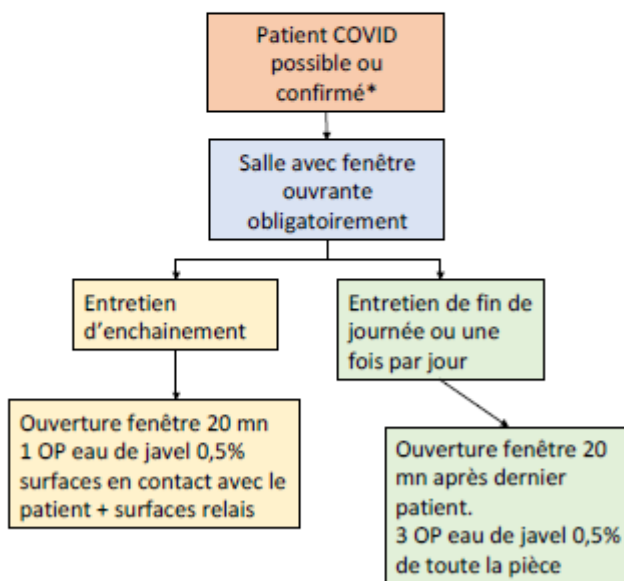 Patient COVID
possible ou
confirmé*
Salle avec fenêtre
ouvrante
obligatoirement
Entretien
d'enchainement
Entretien de fin de
journée ou une
fois par jour
Ouverture fenêtre 20 mn
1 OP eau de javel 0,5%
surfaces en contact avec le
patient + surfaces relais
Ouverture fenêtre 20
mn après dernier
patient.
3 OP eau de javel 0,5%
de toute la pièce